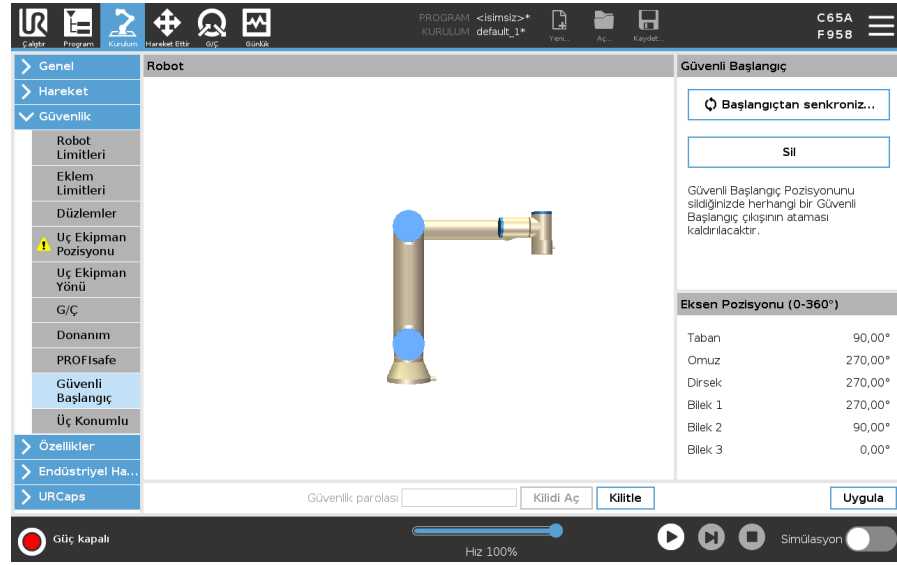 PROGRAM <isimsiz>*
KURULUM default_1*
Çalıştır
Program
Kurulum
Hareket Ettir
G/Ç
Günlük
Yeni...
Aç...
Kaydet...
C65A
F958
Genel
Hareket
Güvenlik
Robot
Limitleri
Eklem
Limitleri
Düzlemler
Uç Ekipman
Pozisyonu
Uç Ekipman
Yönü
G/Ç
Donanım
PROFIsafe
Güvenli
Başlangıç
Üç Konumlu
Özellikler
Endüstriyel Ha...
URCaps
Robot
Güvenli Başlangıç
Başlangıçtan senkroniz...
Sil
Güvenli Başlangıç Pozisyonunu
sildiğinizde herhangi bir Güvenli
Başlangıç çıkışının ataması
kaldırılacaktır.
Eksen Pozisyonu (0-360°)
Taban 90,00°
Omuz 270,00°
Dirsek 270,00°
Bilek 1 270,00°
Bilek 2 90,00°
Bilek 3 0,00°
Güvenlik parolası
Kilidi Aç
Kilitle
Uygula
Güç kapalı
Hız 100%
Simülasyon